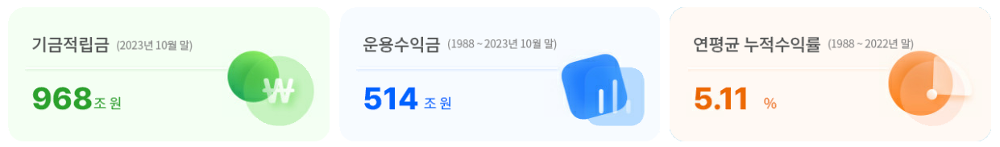 기금적립금 (2023년 10월 말)
968조 원
운용수익금 (1988 ~ 2023년 10월 말)
514 조 원
연평균 누적수익률 (1988 ~ 2022년 말)
5.11 %
₩